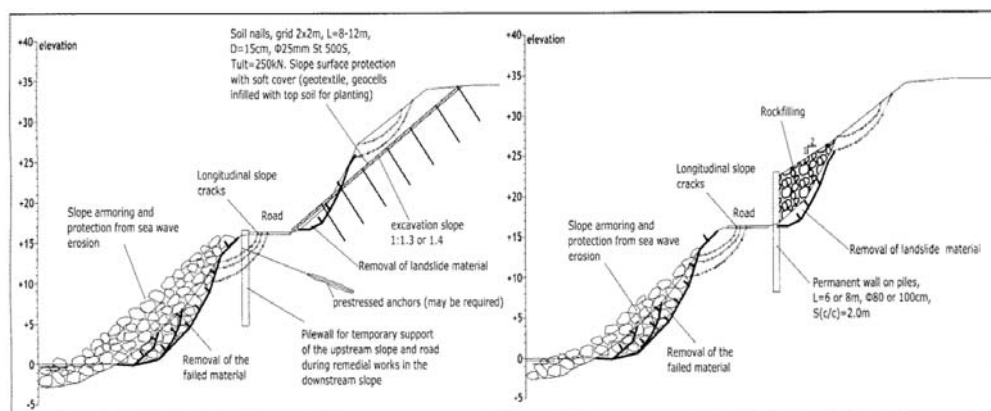 +40 elevation
+35
+30
+25
+20
+15
+10
+5
0
-5
Soil nails, grid 2x2m, L=8-12m,
D=15cm, Φ25mm St 500S,
Tult=250kN. Slope surface protection
with soft cover (geotextile, geocells
infilled with top soil for planting)
Longitudinal slope
cracks
Road
Slope armoring and
protection from sea wave
erosion
excavation slope
1:1.3 or 1.4
Removal of landslide material
prestressed anchors (may be required)
Pilewall for temporary support
of the upstream slope and road
during remedial works in the
downstream slope
Removal of the
failed material
+40 elevation
+35
+30
+25
+20
+15
+10
+5
0
-5
Rockfilling
2
Longitudinal slope
cracks
Road
Slope armoring and
protection from sea wave
erosion
Removal of landslide material
Permanent wall on piles,
L=6 or 8m, Φ80 or 100cm,
S(c/c)=2.0m
Removal of the
failed material